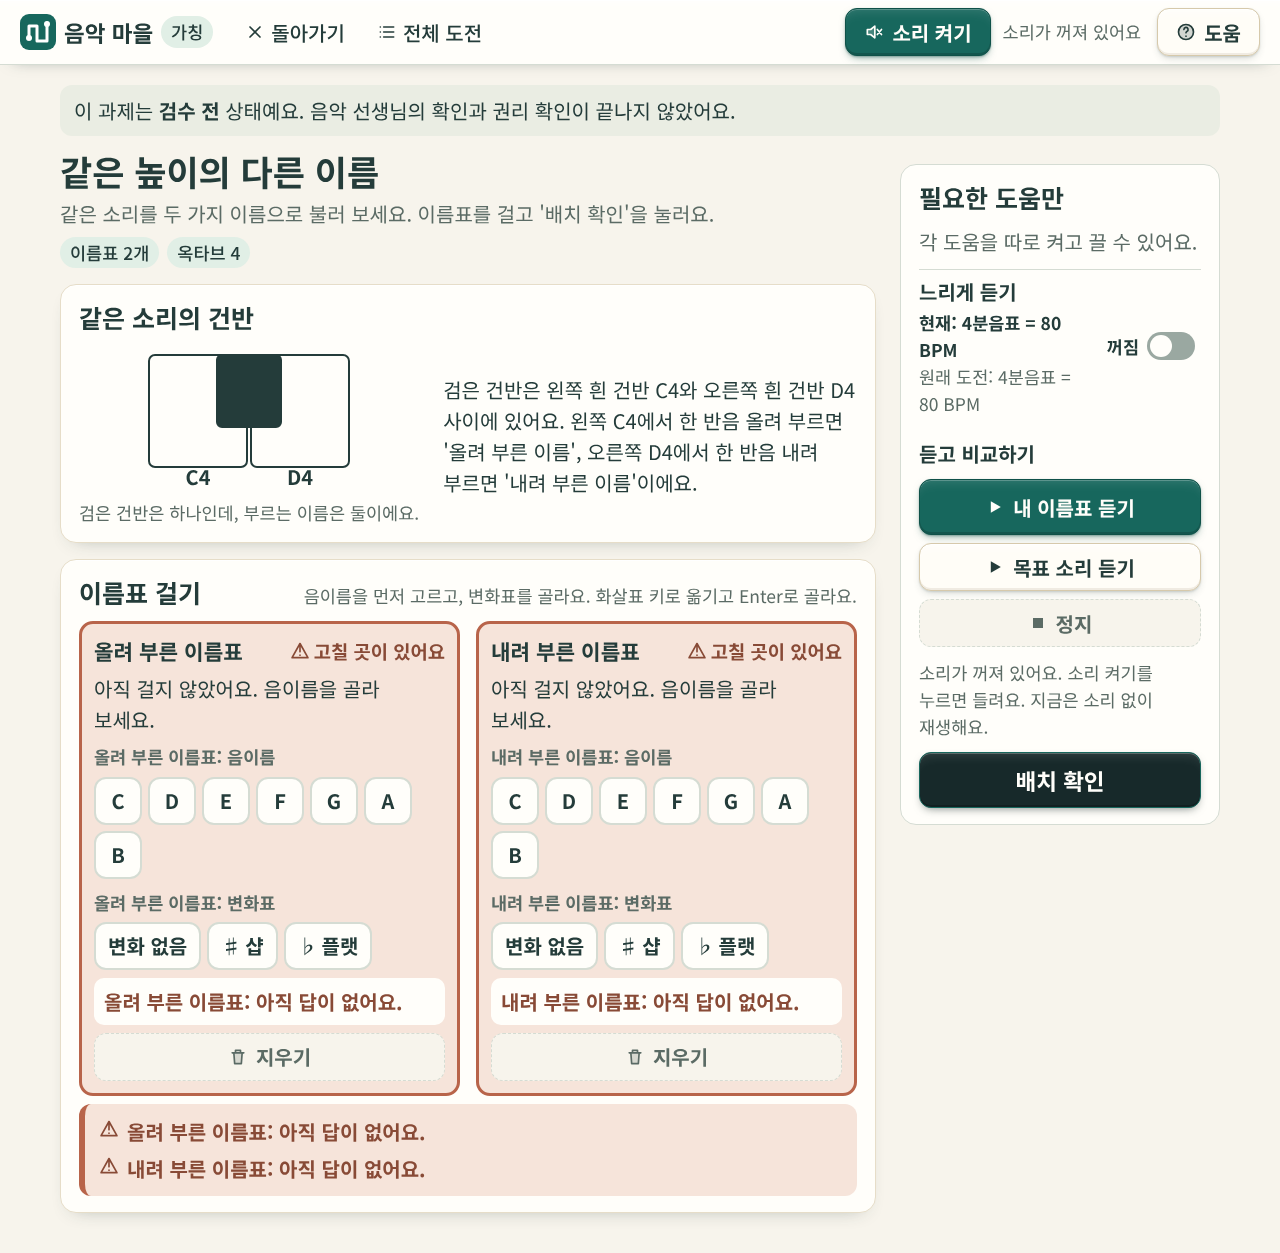 음악 마을 가칭 돌아가기 전체 도전 소리 켜기 소리가 꺼져 있어요 도움
이 과제는 검수 전 상태예요. 음악 선생님의 확인과 권리 확인이 끝나지 않았어요.
같은 높이의 다른 이름
같은 소리를 두 가지 이름으로 불러 보세요. 이름표를 걸고 '배치 확인'을 눌러요.
이름표 2개 옥타브 4
같은 소리의 건반
C4 D4
검은 건반은 하나인데, 부르는 이름은 둘이에요.
검은 건반은 왼쪽 흰 건반 C4와 오른쪽 흰 건반 D4
사이에 있어요. 왼쪽 C4에서 한 반음 올려 부르면
'올려 부른 이름', 오른쪽 D4에서 한 반음 내려
부르면 '내려 부른 이름'이에요.
이름표 걸기
음이름을 먼저 고르고, 변화표를 골라요. 화살표 키로 옮기고 Enter로 골라요.
올려 부른 이름표 ⚠ 고칠 곳이 있어요
아직 걸지 않았어요. 음이름을 골라
보세요.
올려 부른 이름표: 음이름
C D E F G A
B
올려 부른 이름표: 변화표
변화 없음 ♯ 샵 ♭ 플랫
올려 부른 이름표: 아직 답이 없어요.
지우기
내려 부른 이름표 ⚠ 고칠 곳이 있어요
아직 걸지 않았어요. 음이름을 골라
보세요.
내려 부른 이름표: 음이름
C D E F G A
B
내려 부른 이름표: 변화표
변화 없음 ♯ 샵 ♭ 플랫
내려 부른 이름표: 아직 답이 없어요.
지우기
⚠ 올려 부른 이름표: 아직 답이 없어요.
⚠ 내려 부른 이름표: 아직 답이 없어요.
필요한 도움만
각 도움을 따로 켜고 끌 수 있어요.
느리게 듣기
현재: 4분음표 = 80
BPM
원래 도전: 4분음표 =
80 BPM
꺼짐
듣고 비교하기
내 이름표 듣기
목표 소리 듣기
정지
소리가 꺼져 있어요. 소리 켜기를
누르면 들려요. 지금은 소리 없이
재생해요.
배치 확인